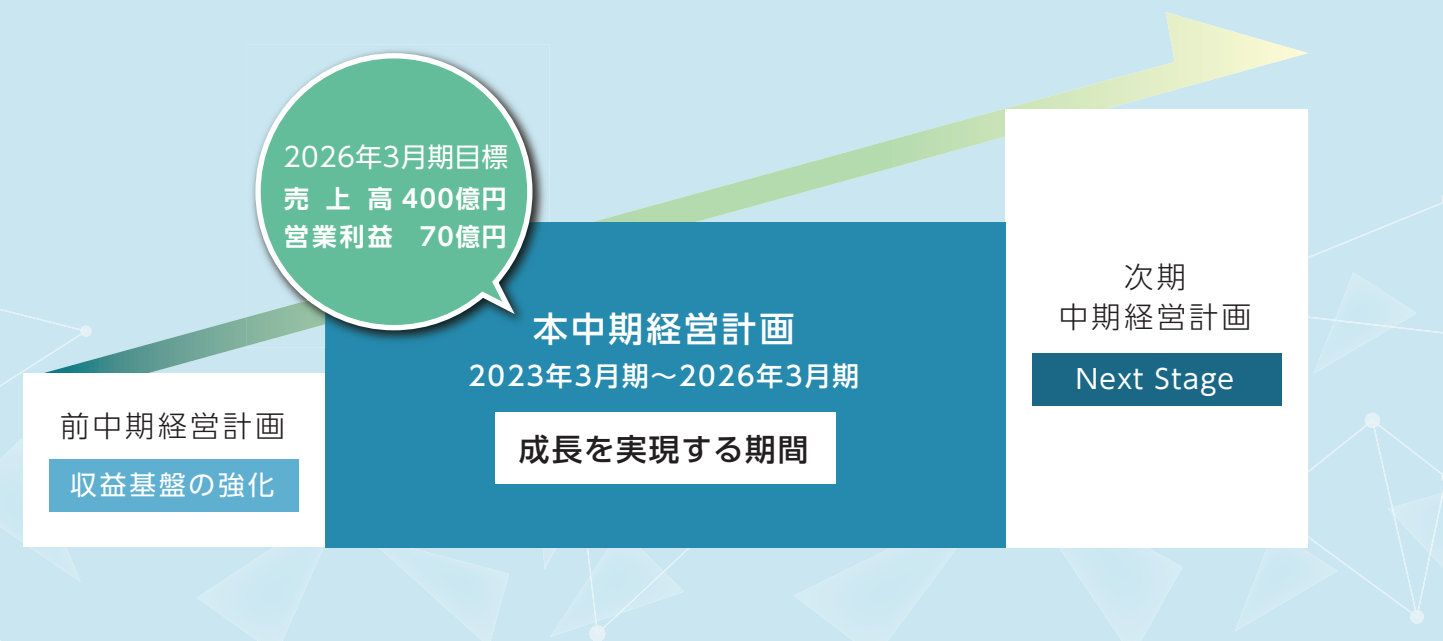 2026年3月期目標
売上高 400億円
営業利益 70億円
前中期経営計画
収益基盤の強化
本中期経営計画
2023年3月期～2026年3月期
成長を実現する期間
次期
中期経営計画
Next Stage